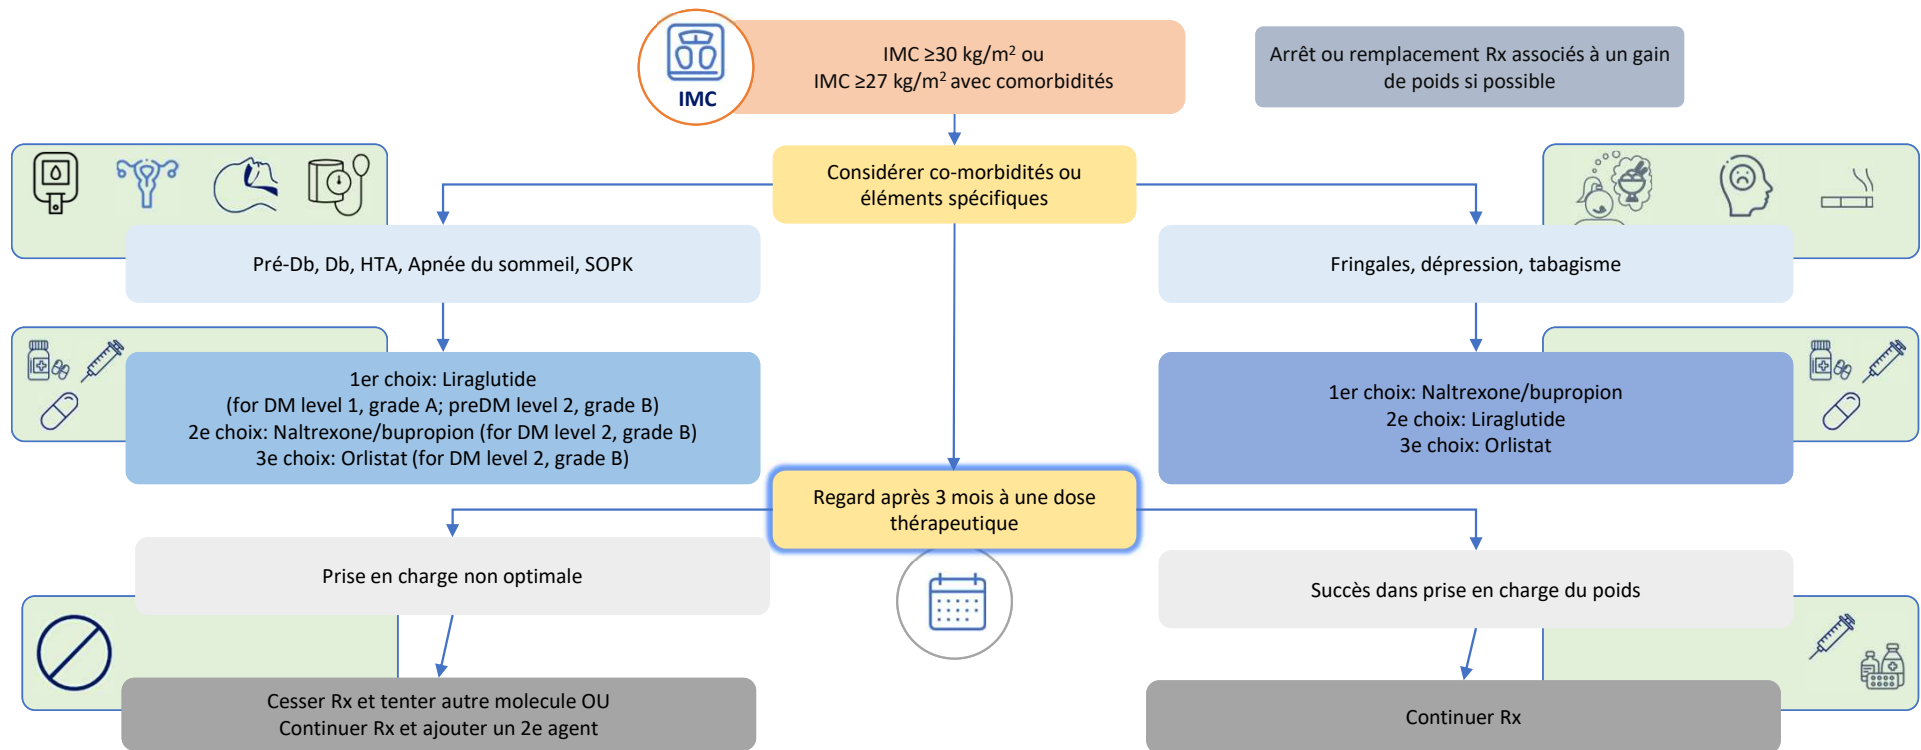 IMC ≥30 kg/m² ou
IMC ≥27 kg/m² avec comorbidités
IMC
Arrêt ou remplacement Rx associés à un gain
de poids si possible
Considérer co-morbidités ou
éléments spécifiques
Pré-Db, Db, HTA, Apnée du sommeil, SOPK
Fringales, dépression, tabagisme
1er choix: Liraglutide
(for DM level 1, grade A; preDM level 2, grade B)
2e choix: Naltrexone/bupropion (for DM level 2, grade B)
3e choix: Orlistat (for DM level 2, grade B)
1er choix: Naltrexone/bupropion
2e choix: Liraglutide
3e choix: Orlistat
Regard après 3 mois à une dose
thérapeutique
Prise en charge non optimale
Succès dans prise en charge du poids
Cesser Rx et tenter autre molecule OU
Continuer Rx et ajouter un 2e agent
Continuer Rx